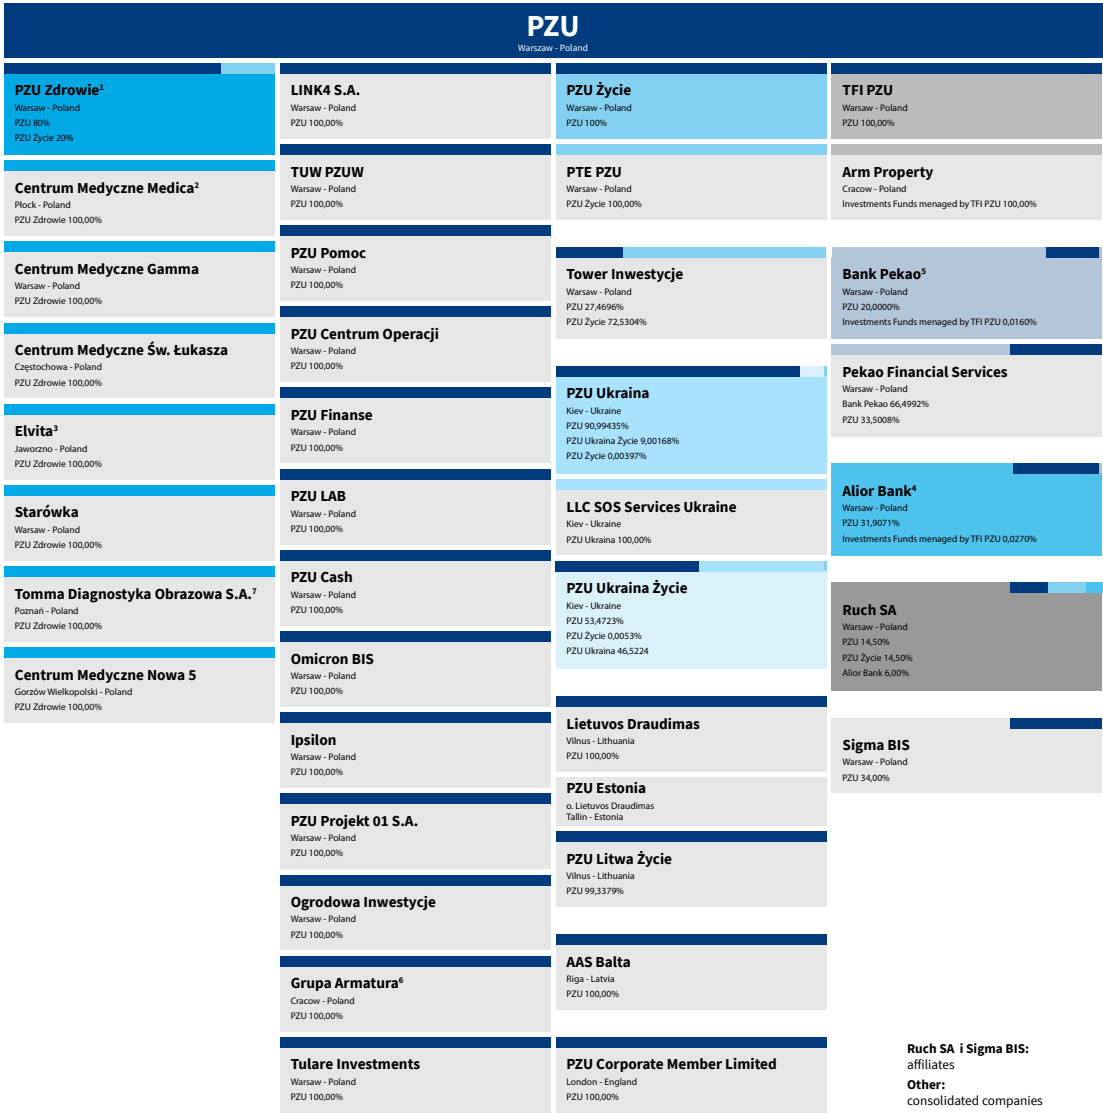 PZU
Warszaw - Poland
PZU Zdrowie¹
Warsaw - Poland
PZU 80%
PZU Życie 20%
Centrum Medyczne Medica²
Płock - Poland
PZU Zdrowie 100,00%
Centrum Medyczne Gamma
Warsaw - Poland
PZU Zdrowie 100,00%
Centrum Medyczne Św. Łukasza
Częstochowa - Poland
PZU Zdrowie 100,00%
Elvita³
Jaworzno - Poland
PZU Zdrowie 100,00%
Starówka
Warsaw - Poland
PZU Zdrowie 100,00%
Tomma Diagnostyka Obrazowa S.A.⁷
Poznań - Poland
PZU Zdrowie 100,00%
Centrum Medyczne Nowa 5
Gorzów Wielkopolski - Poland
PZU Zdrowie 100,00%
LINK4 S.A.
Warsaw - Poland
PZU 100,00%
TUW PZUW
Warsaw - Poland
PZU 100,00%
PZU Pomoc
Warsaw - Poland
PZU 100,00%
PZU Centrum Operacji
Warsaw - Poland
PZU 100,00%
PZU Finanse
Warsaw - Poland
PZU 100,00%
PZU LAB
Warsaw - Poland
PZU 100,00%
PZU Cash
Warsaw - Poland
PZU 100,00%
Omicron BIS
Warsaw - Poland
PZU 100,00%
Ipsilon
Warsaw - Poland
PZU 100,00%
PZU Projekt 01 S.A.
Warsaw - Poland
PZU 100,00%
Ogrodowa Inwestycje
Warsaw - Poland
PZU 100,00%
Grupa Armatura⁶
Cracow - Poland
PZU 100,00%
Tulare Investments
Warsaw - Poland
PZU 100,00%
PZU Życie
Warsaw - Poland
PZU 100%
PTE PZU
Warsaw - Poland
PZU Życie 100,00%
Tower Inwestycje
Warsaw - Poland
PZU 27,4696%
PZU Życie 72,5304%
PZU Ukraina
Kiev - Ukraine
PZU 90,99435%
PZU Ukraina Życie 9,00168%
PZU Życie 0,00397%
LLC SOS Services Ukraine
Kiev - Ukraine
PZU Ukraina 100,00%
PZU Ukraina Życie
Kiev - Ukraine
PZU 53,4723%
PZU Życie 0,0053%
PZU Ukraina 46,5224
Lietuvos Draudimas
Vilnus - Lithuania
PZU 100,00%
PZU Estonia
o. Lietuvos Draudimas
Tallin - Estonia
PZU Litwa Życie
Vilnus - Lithuania
PZU 99,3379%
AAS Balta
Riga - Latvia
PZU 100,00%
PZU Corporate Member Limited
London - England
PZU 100,00%
TFI PZU
Warsaw - Poland
PZU 100,00%
Arm Property
Cracow - Poland
Investments Funds menaged by TFI PZU 100,00%
Bank Pekao⁵
Warsaw - Poland
PZU 20,0000%
Investments Funds menaged by TFI PZU 0,0160%
Pekao Financial Services
Warsaw - Poland
Bank Pekao 66,4992%
PZU 33,5008%
Alior Bank⁴
Warsaw - Poland
PZU 31,9071%
Investments Funds menaged by TFI PZU 0,0270%
Ruch SA
Warsaw - Poland
PZU 14,50%
PZU Życie 14,50%
Alior Bank 6,00%
Sigma BIS
Warsaw - Poland
PZU 34,00%
Ruch SA i Sigma BIS:
affiliates
Other:
consolidated companies